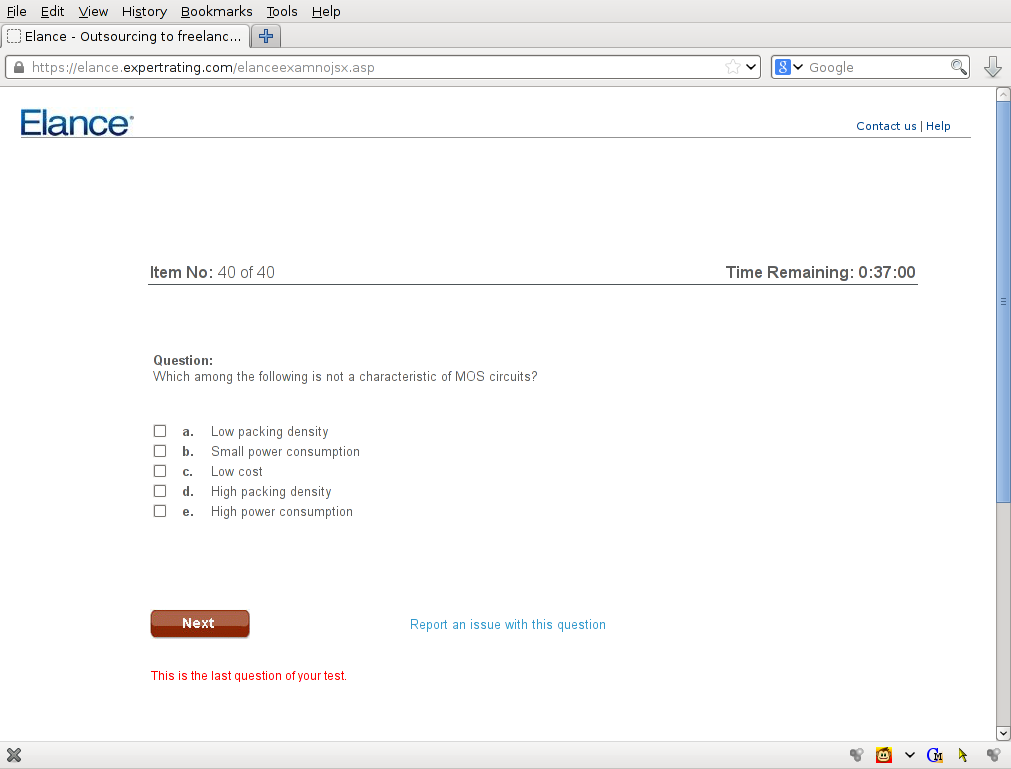 File Edit View History Bookmarks Tools Help
Elance - Outsourcing to freelanc...
https://elance.expertrating.com/elanceexamnojsx.asp
Google
Elance
Contact us | Help
Item No: 40 of 40
Time Remaining: 0:37:00
Question:
Which among the following is not a characteristic of MOS circuits?
a. Low packing density
b. Small power consumption
c. Low cost
d. High packing density
e. High power consumption
Next
Report an issue with this question
This is the last question of your test.